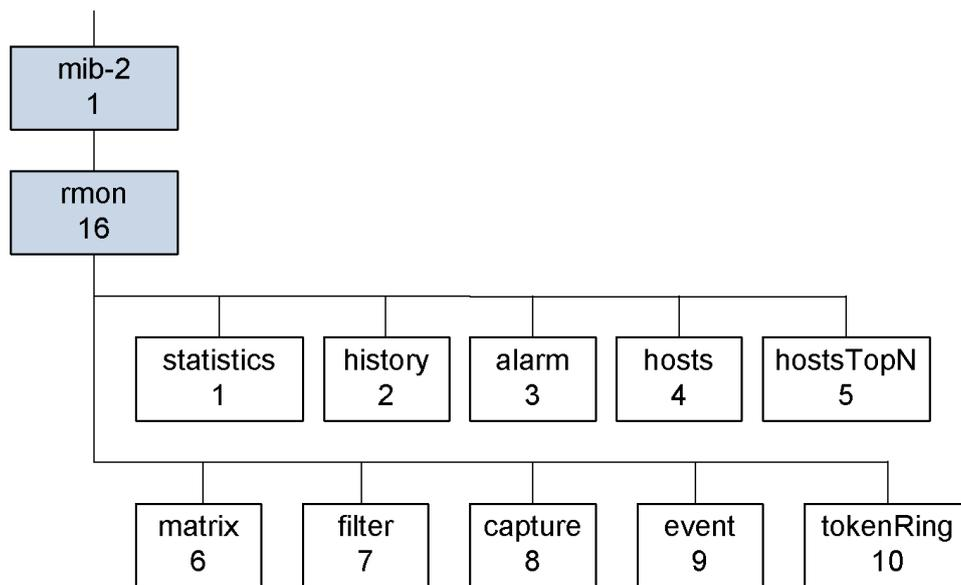 mib-2
1
rmon
16
statistics
1
history
2
alarm
3
hosts
4
hostsTopN
5
matrix
6
filter
7
capture
8
event
9
tokenRing
10